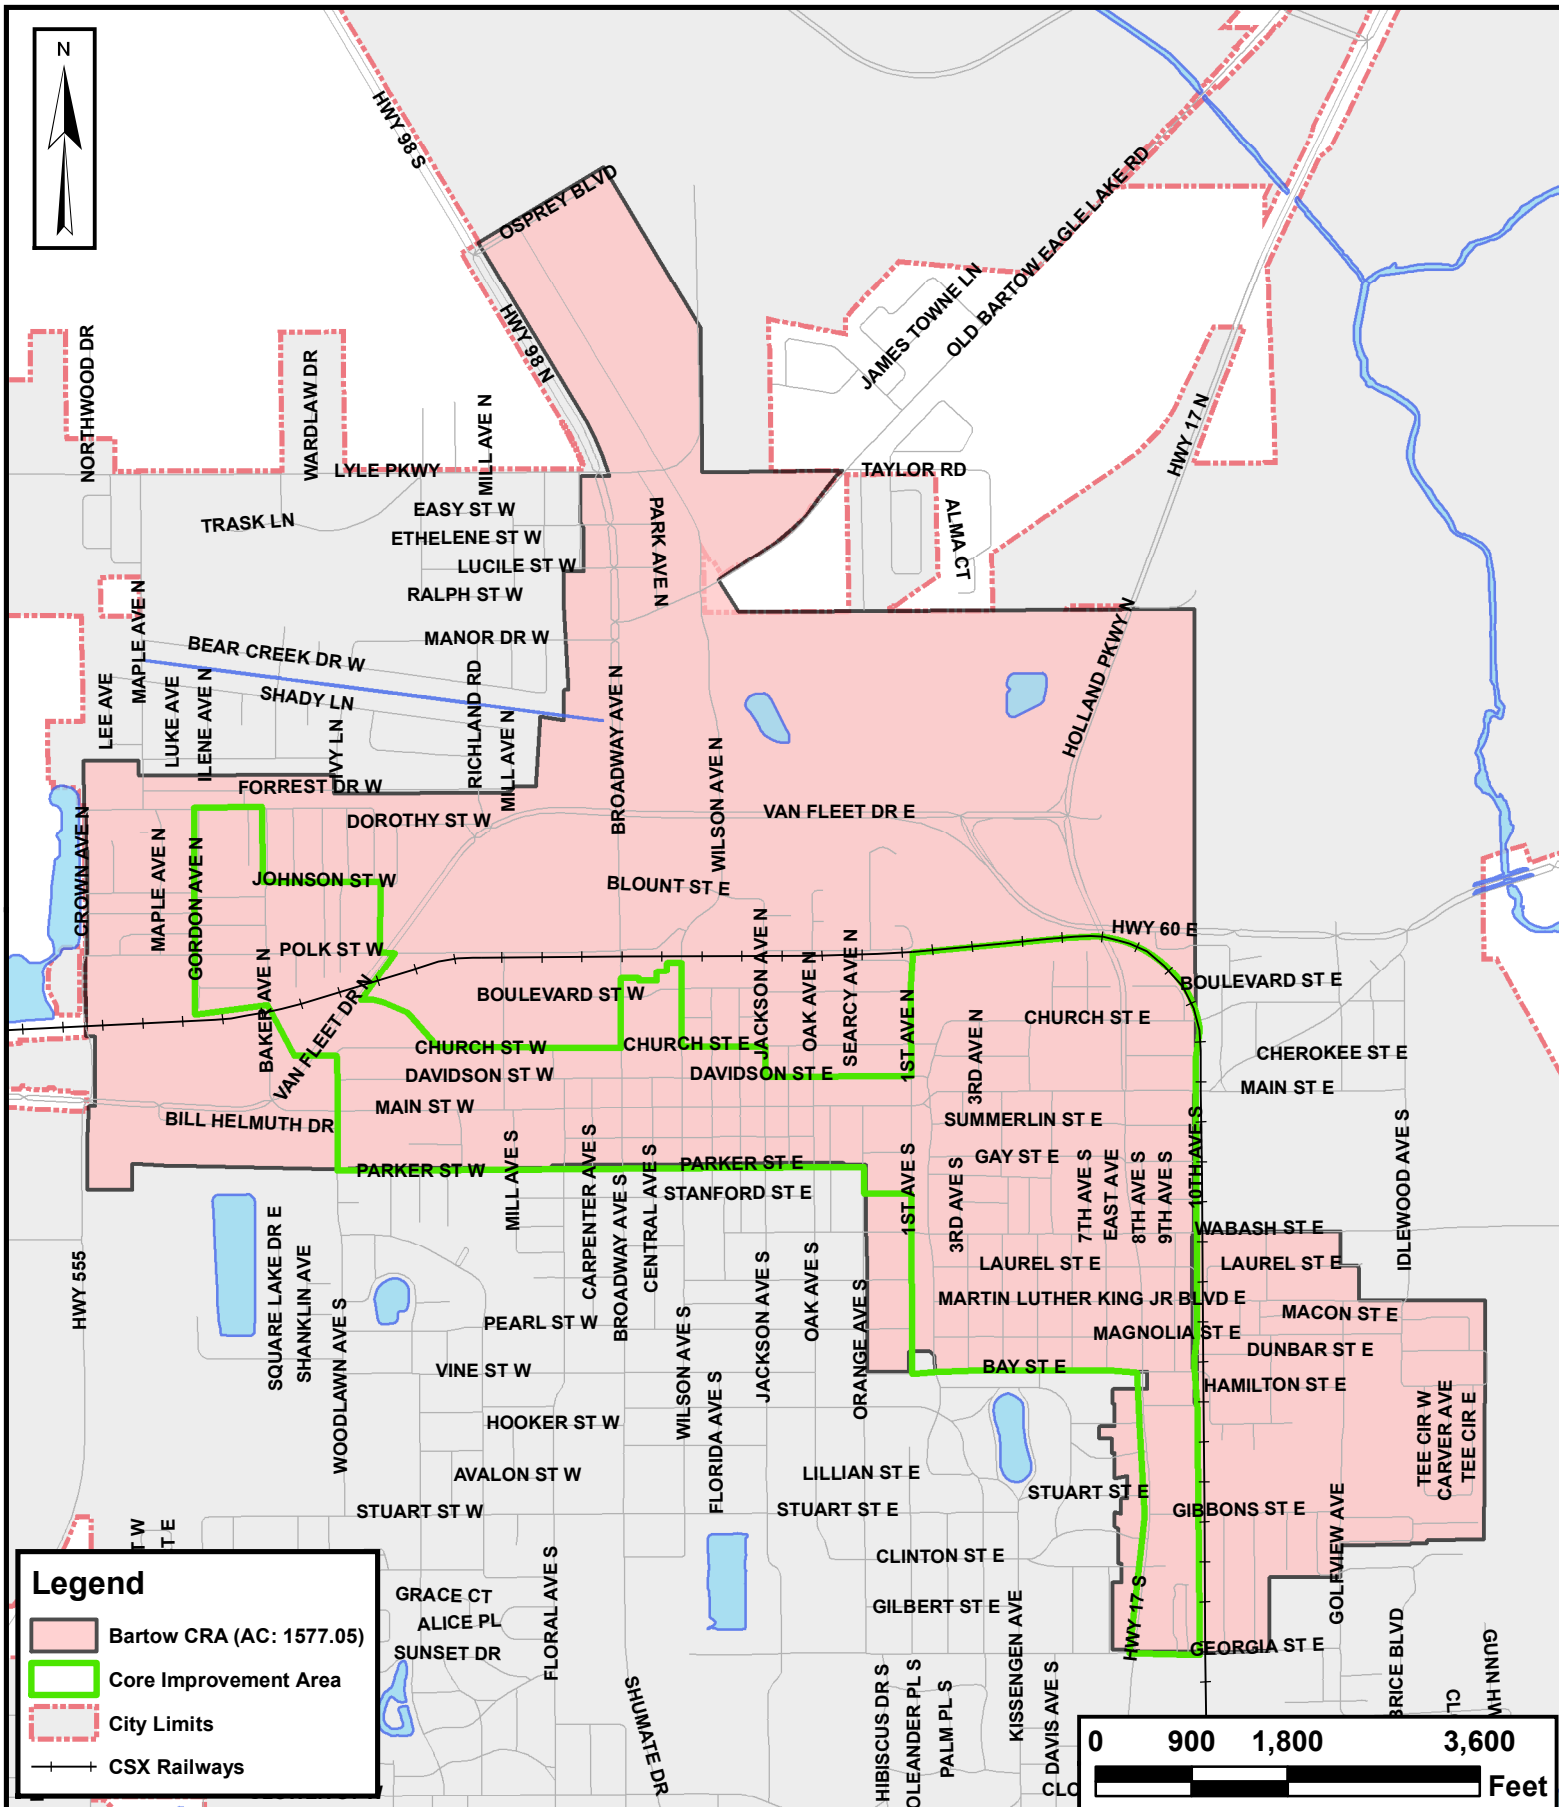 N
HWY 98 S
OSPREY BLVD
HWY 98 N
JAMES TOWNE LN
OLD BARTOW EAGLE LAKE RD
HWY 17 N
NORTHWOOD DR
WARDLAW DR
LYLE PKWY
MILL AVE N
TAYLOR RD
TRASK LN
EASY ST W
ETHELENE ST W
LUCILE ST W
RALPH ST W
PARK AVE N
ALMA CT
MAPLE AVE N
BEAR CREEK DR W
MANOR DR W
SHADY LN
LEE AVE
LUKE AVE
ILENE AVE N
IVY LN
RICHLAND RD
MILL AVE N
BROADWAY AVE N
WILSON AVE N
HOLLAND PKWY N
FORREST DR W
DOROTHY ST W
VAN FLEET DR E
CROWN AVE N
MAPLE AVE N
GORDON AVE N
JOHNSON ST W
BLOUNT ST E
POLK ST W
BAKER AVE N
VAN FLEET DR N
BOULEVARD ST W
JACKSON AVE N
OAK AVE N
SEARCY AVE N
1ST AVE N
3RD AVE N
HWY 60 E
BOULEVARD ST E
CHURCH ST E
CHURCH ST W
CHURCH ST E
CHEROKEE ST E
DAVIDSON ST W
DAVIDSON ST E
MAIN ST E
MAIN ST W
BILL HELMUTH DR
SUMMERLIN ST E
GAY ST E
PARKER ST W
PARKER ST E
STANFORD ST E
MILL AVE S
CARPENTER AVE S
BROADWAY AVE S
CENTRAL AVE S
1ST AVE S
3RD AVE S
7TH AVE S
EAST AVE
8TH AVE S
9TH AVE S
10TH AVE S
IDLEWOOD AVE S
WABASH ST E
LAUREL ST E
LAUREL ST E
HWY 555
SQUARE LAKE DR E
SHANKLIN AVE
WOODLAWN AVE S
PEARL ST W
WILSON AVE S
JACKSON AVE S
OAK AVE S
ORANGE AVE S
MARTIN LUTHER KING JR BLVD E
MACON ST E
MAGNOLIA ST E
DUNBAR ST E
VINE ST W
BAY ST E
HAMILTON ST E
HOOKER ST W
FLORIDA AVE S
TEE CIR W
CARVER AVE
TEE CIR E
AVALON ST W
LILLIAN ST E
STUART ST W
STUART ST E
STUART ST E
GIBBONS ST E
GOLFVIEW AVE
T W
T E
CLINTON ST E
GRACE CT
ALICE PL
SUNSET DR
FLORAL AVE S
GILBERT ST E
KISSENGEN AVE
HWY 17 S
GEORGIA ST E
BRICE BLVD
GUNN HW
CL
SHUMATE DR
HIBISCUS DR S
OLEANDER PL S
PALM PL S
DAVIS AVE S
CLO
Legend
Bartow CRA (AC: 1577.05)
Core Improvement Area
City Limits
CSX Railways
0 900 1,800 3,600
Feet